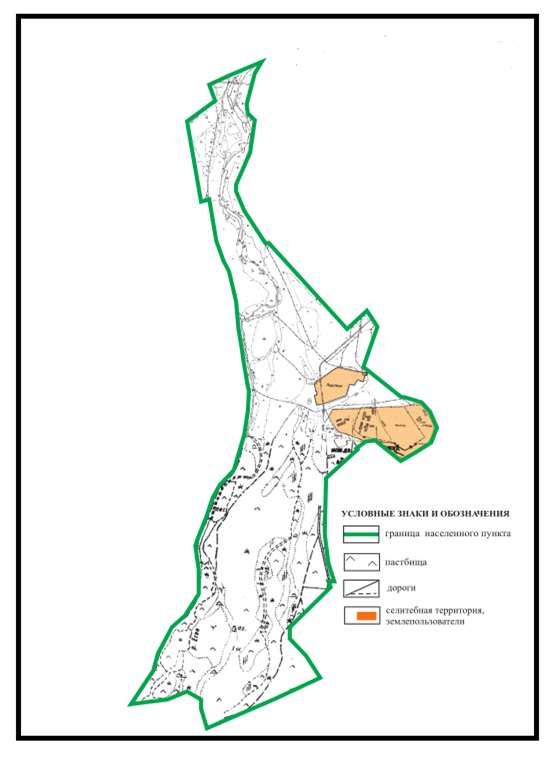 УСЛОВНЫЕ ЗНАКИ И ОБОЗНАЧЕНИЯ
граница населенного пункта
пастбища
дороги
селитебная территория,
землепользователи